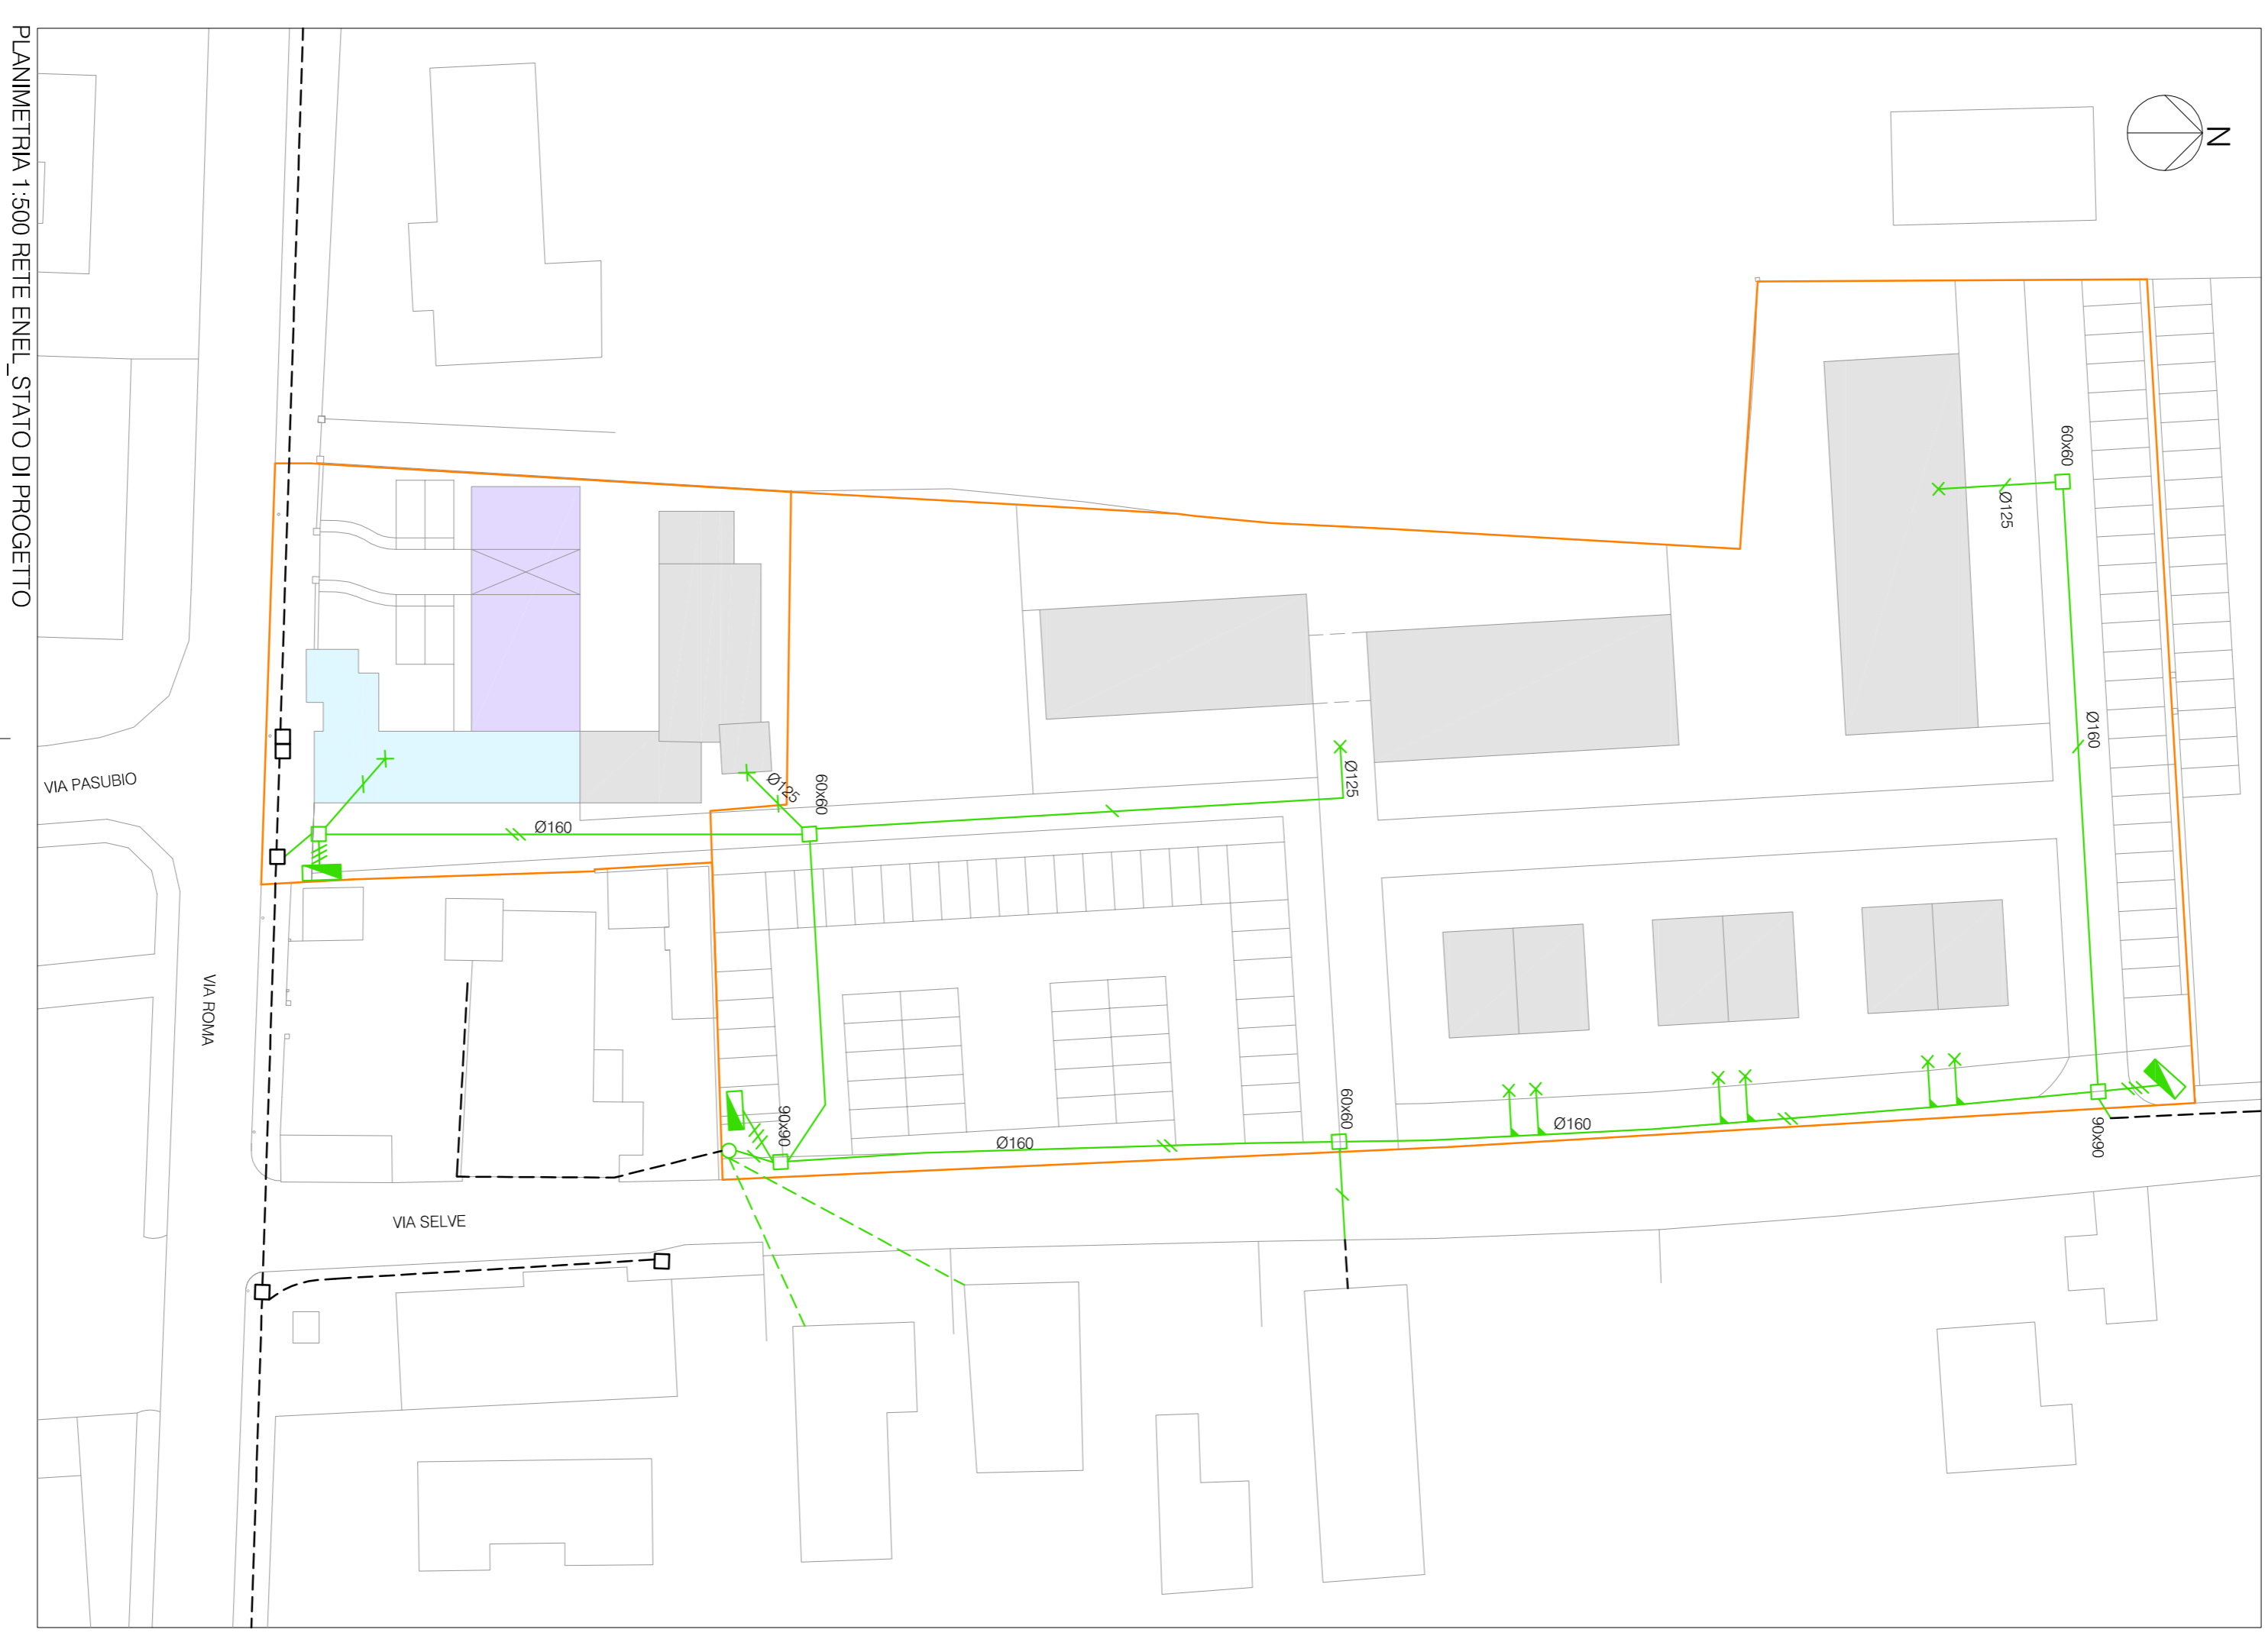 PLANIMETRIA 1:500 RETE ENEL_STATO DI PROGETTO
N
60x60
Ø125
Ø160
Ø125
60x60
Ø125
Ø160
VIA PASUBIO
VIA ROMA
90x90
Ø160
60x60
Ø160
90x90
VIA SELVE